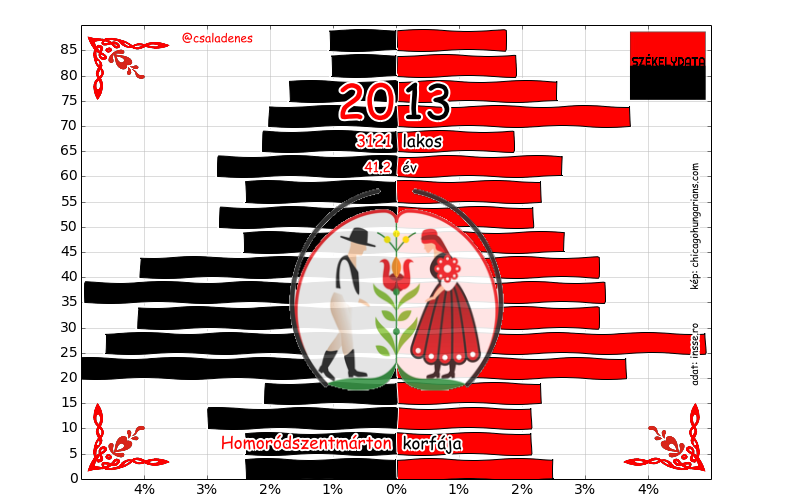 @csaladenes
SZÉKELYDATA
2013
3121 lakos
41,2 év
kép: chicagohungarians.com
adat: insse.ro
Homoródszentmárton korfája
85
80
75
70
65
60
55
50
45
40
35
30
25
20
15
10
5
0
4% 3% 2% 1% 0% 1% 2% 3% 4%